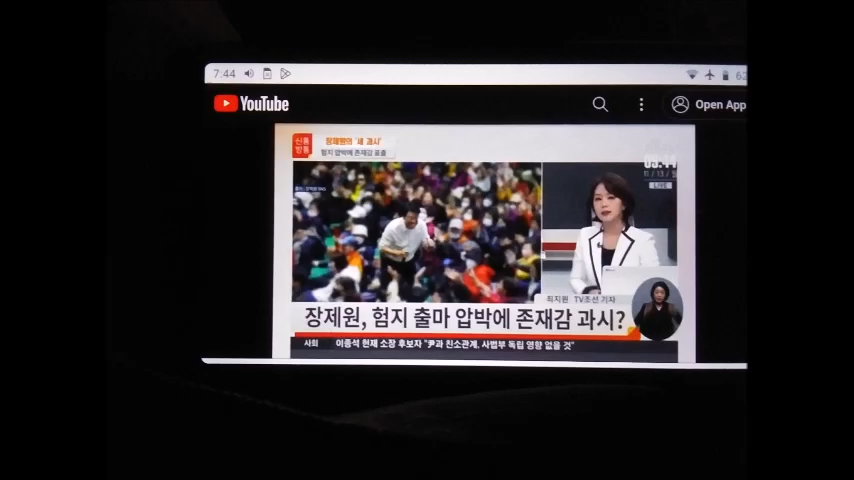 7:44
YouTube
Open App
신통
방통
장제원의 '세 과시'
험지 압박에 존재감 표출
11 / 13 /
LIVE
최지원 TV조선 기자
장제원, 험지 출마 압박에 존재감 과시?
사회 이종석 헌재 소장 후보자 "尹과 친소관계, 사법부 독립 영향 없을 것"